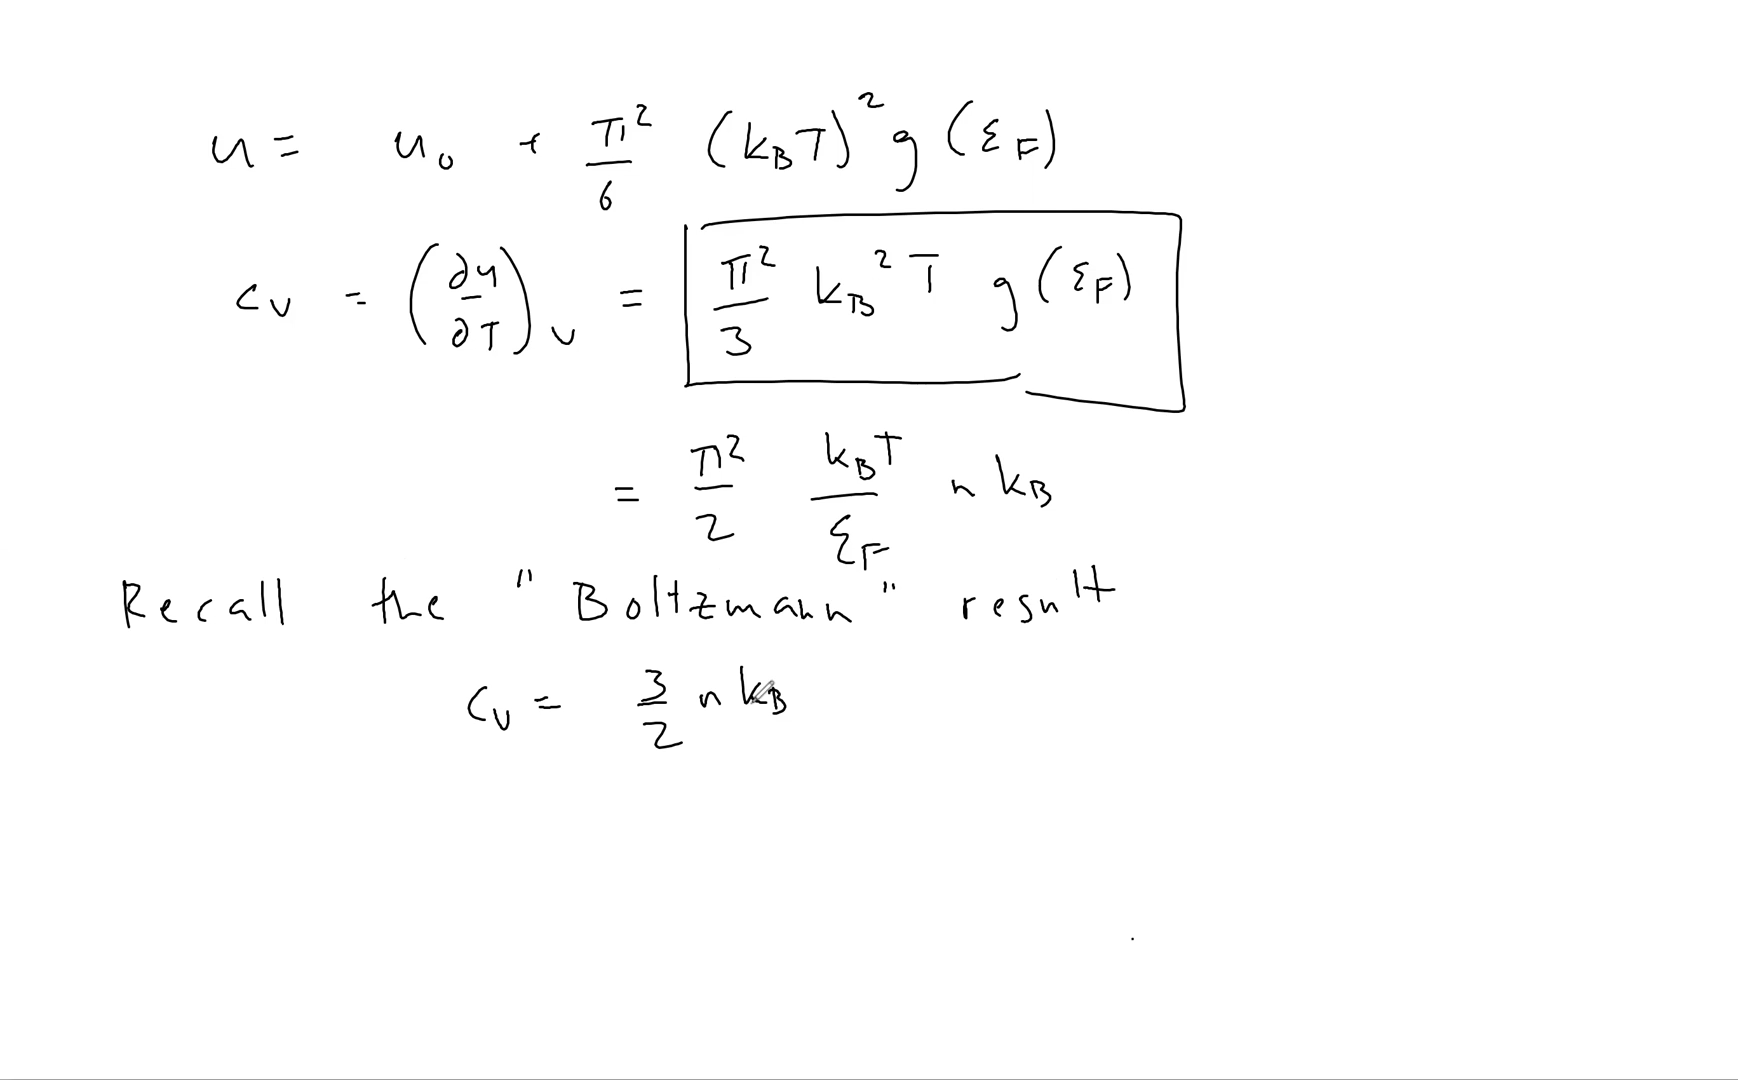 u = u₀ + π²/6 (k_B T)² g(ε_F)
c_v = (∂u/∂T)_v = π²/3 k_B² T g(ε_F)
= π²/2 k_B T/ε_F n k_B
Recall the "Boltzmann" result
c_v = 3/2 n k_B